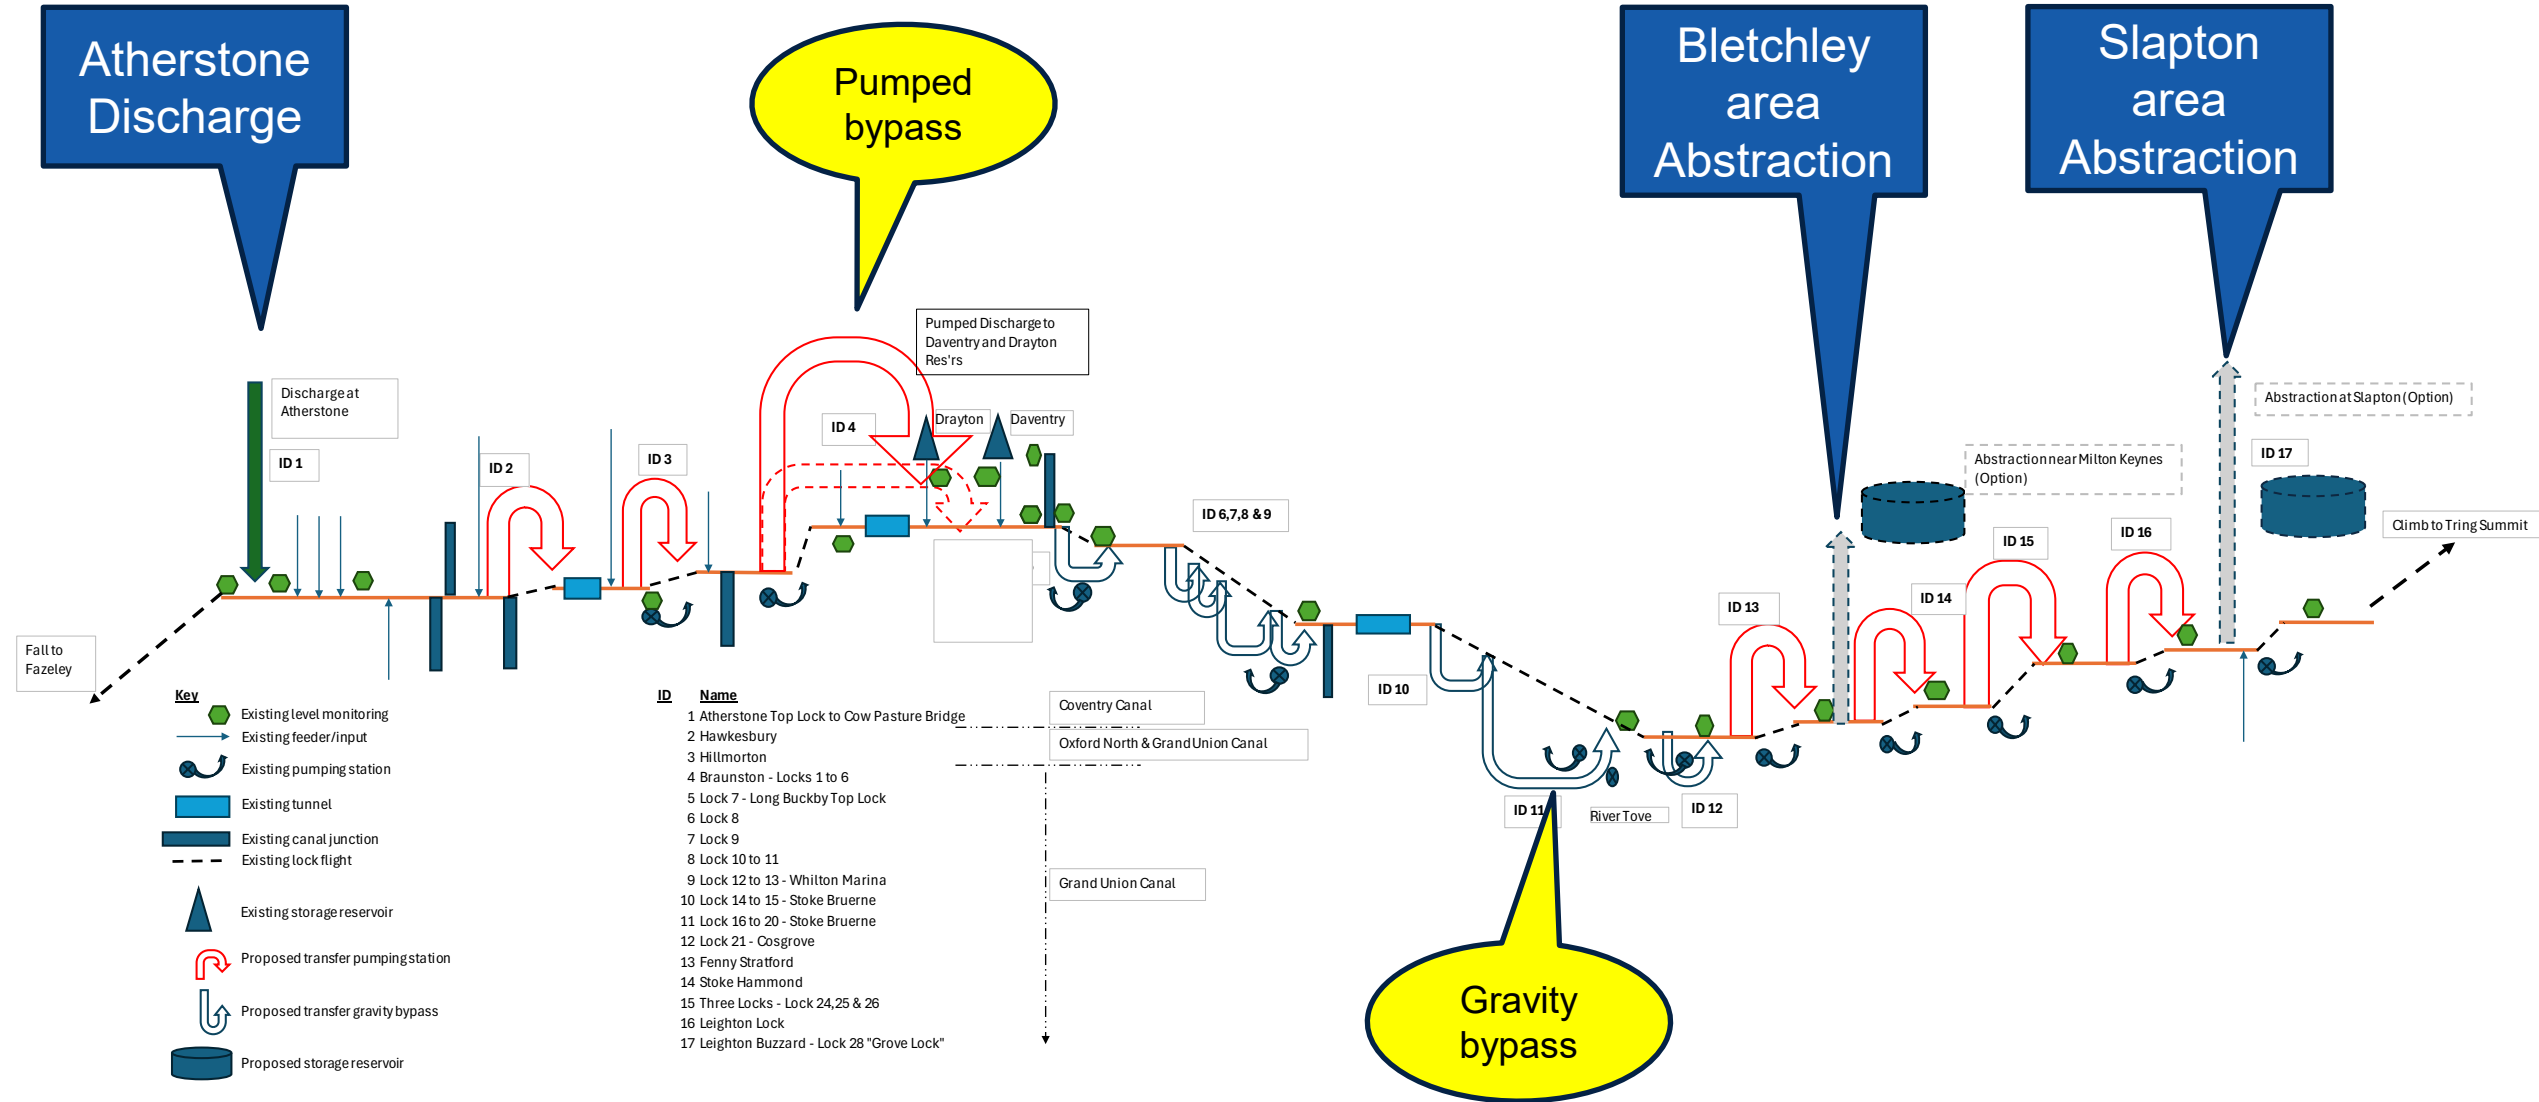 Atherstone
Discharge
Pumped
bypass
Bletchley
area
Abstraction
Slapton
area
Abstraction
Pumped Discharge to
Daventry and Drayton
Res'rs
Discharge at
Atherstone
ID 1
ID 2
ID 3
ID 4
Drayton
Daventry
ID 6,7,8 & 9
Abstraction at Slapton (Option)
Abstraction near Milton Keynes
(Option)
ID 17
Climb to Tring Summit
ID 16
ID 15
ID 14
ID 13
Fall to
Fazeley
ID 10
ID 11
River Tove
ID 12
Key
Existing level monitoring
Existing feeder/input
Existing pumping station
Existing tunnel
Existing canal junction
Existing lock flight
Existing storage reservoir
Proposed transfer pumping station
Proposed transfer gravity bypass
Proposed storage reservoir
ID Name
1 Atherstone Top Lock to Cow Pasture Bridge
2 Hawkesbury
3 Hillmorton
4 Braunston - Locks 1 to 6
5 Lock 7 - Long Buckby Top Lock
6 Lock 8
7 Lock 9
8 Lock 10 to 11
9 Lock 12 to 13 - Whilton Marina
10 Lock 14 to 15 - Stoke Bruerne
11 Lock 16 to 20 - Stoke Bruerne
12 Lock 21 - Cosgrove
13 Fenny Stratford
14 Stoke Hammond
15 Three Locks - Lock 24,25 & 26
16 Leighton Lock
17 Leighton Buzzard - Lock 28 "Grove Lock"
Coventry Canal
Oxford North & Grand Union Canal
Grand Union Canal
Gravity
bypass